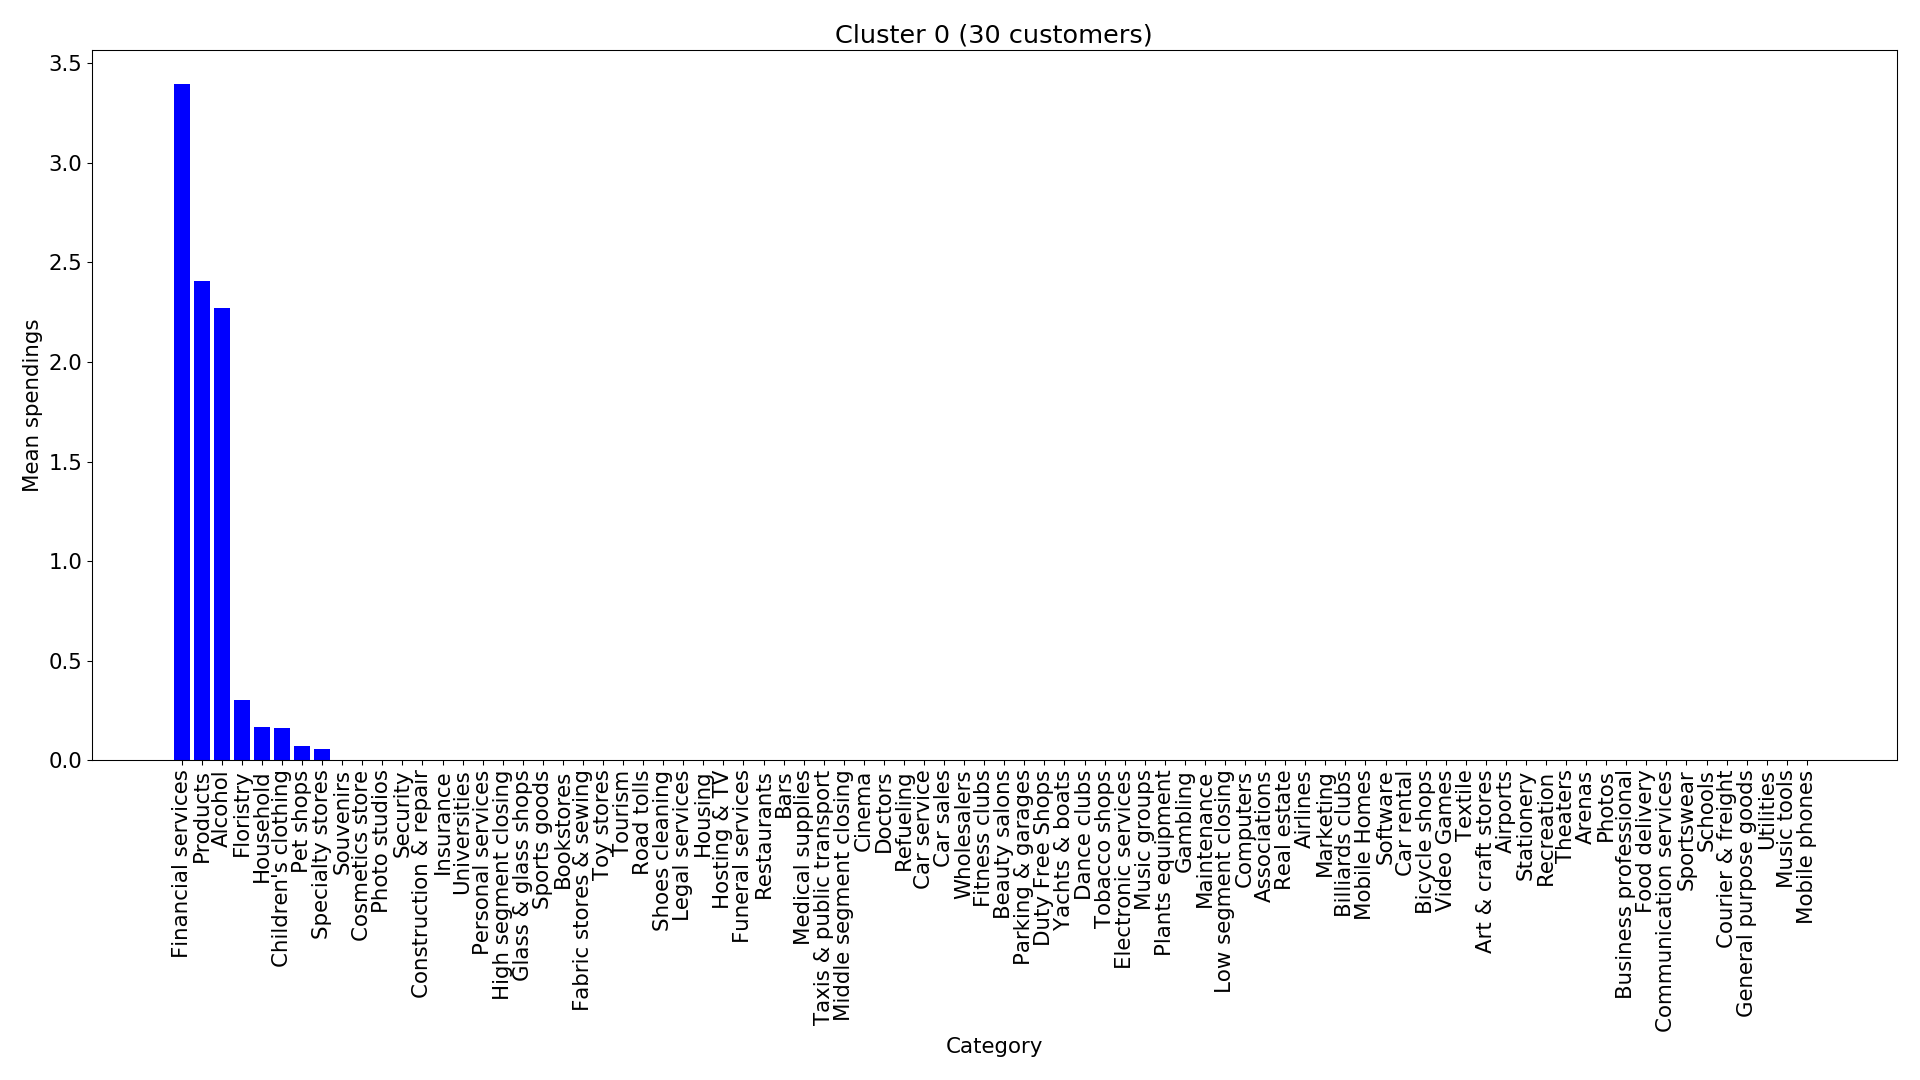 Cluster 0 (30 customers)
Mean spendings
3.5
3.0
2.5
2.0
1.5
1.0
0.5
0.0
Financial services
Products
Alcohol
Floristry
Household
Children's clothing
Pet shops
Specialty stores
Souvenirs
Cosmetics store
Photo studios
Security
Construction & repair
Insurance
Universities
Personal services
High segment closing
Glass & glass shops
Sports goods
Bookstores
Fabric stores & sewing
Toy stores
Tourism
Road tolls
Shoes cleaning
Legal services
Housing
Hosting & TV
Funeral services
Restaurants
Bars
Medical supplies
Taxis & public transport
Middle segment closing
Cinema
Doctors
Refueling
Car service
Car sales
Wholesalers
Fitness clubs
Beauty salons
Parking & garages
Duty Free Shops
Yachts & boats
Dance clubs
Tobacco shops
Electronic services
Music groups
Plants equipment
Gambling
Maintenance
Low segment closing
Computers
Associations
Real estate
Airlines
Marketing
Billiards clubs
Mobile Homes
Software
Car rental
Bicycle shops
Video Games
Textile
Art & craft stores
Airports
Stationery
Recreation
Theaters
Arenas
Photos
Business professional
Food delivery
Communication services
Sportswear
Schools
Courier & freight
General purpose goods
Utilities
Music tools
Mobile phones
Category